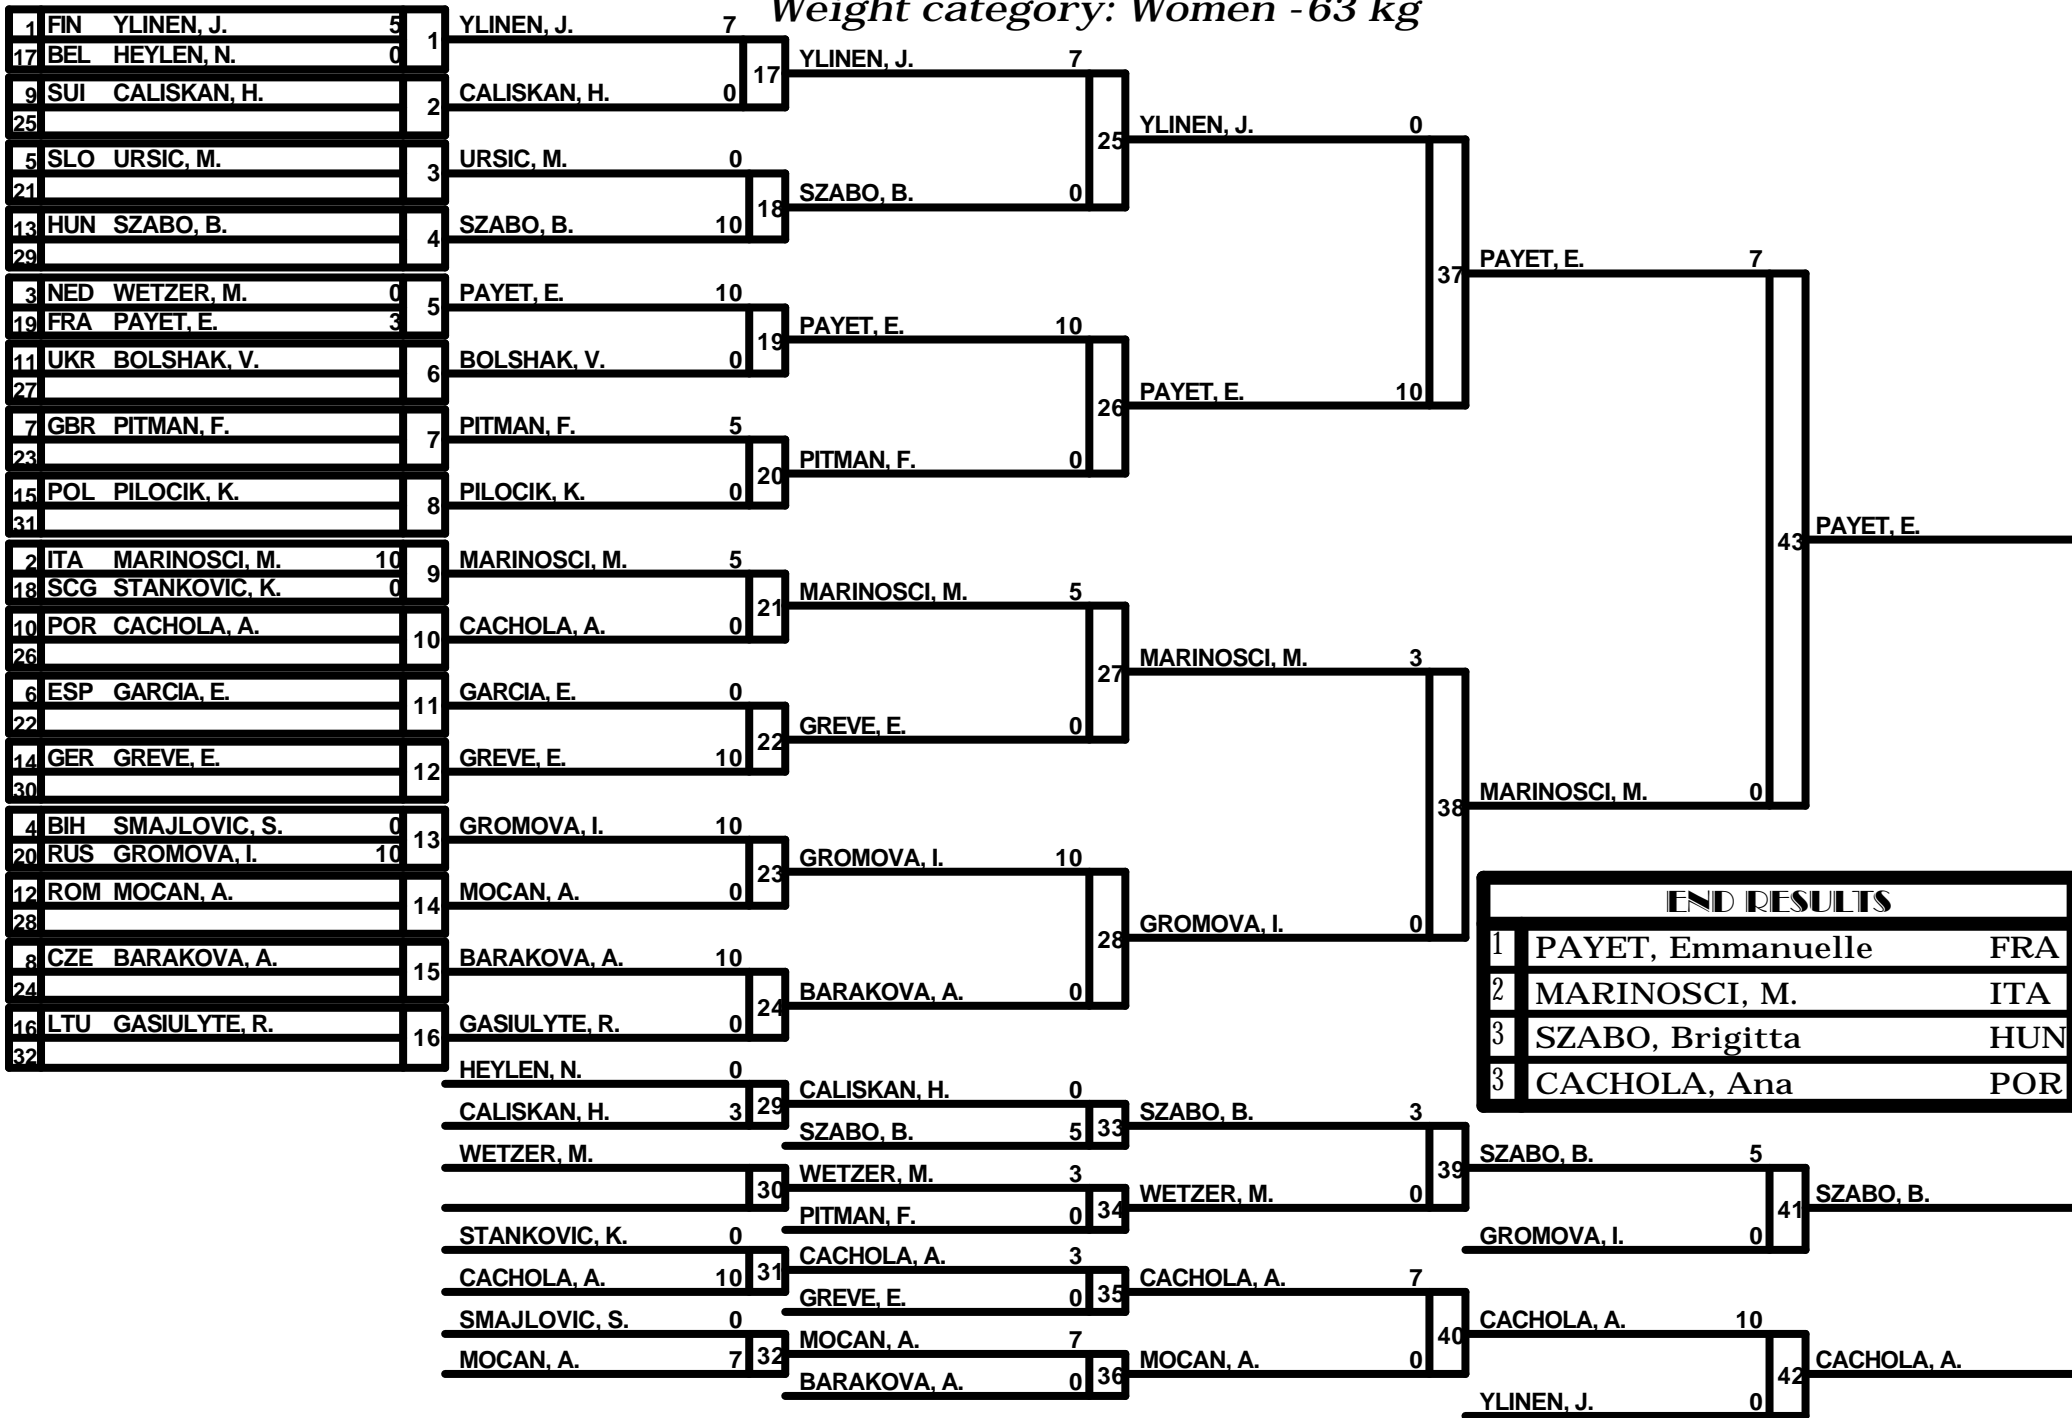 Weight category: Women -63 kg
1 FIN YLINEN, J. 5
17 BEL HEYLEN, N. 0
1
9 SUI CALISKAN, H.
25
2
5 SLO URSIC, M.
21
3
13 HUN SZABO, B.
29
4
3 NED WETZER, M. 0
19 FRA PAYET, E. 3
5
11 UKR BOLSHAK, V.
27
6
7 GBR PITMAN, F.
23
7
15 POL PILOCIK, K.
31
8
2 ITA MARINOSCI, M. 10
18 SCG STANKOVIC, K. 0
9
10 POR CACHOLA, A.
26
10
6 ESP GARCIA, E.
22
11
14 GER GREVE, E.
30
12
4 BIH SMAJLOVIC, S. 0
20 RUS GROMOVA, I. 10
13
12 ROM MOCAN, A.
28
14
8 CZE BARAKOVA, A.
24
15
16 LTU GASIULYTE, R.
32
16
YLINEN, J. 7
17
CALISKAN, H. 0
URSIC, M. 0
18
SZABO, B. 10
PAYET, E. 10
19
BOLSHAK, V. 0
PITMAN, F. 5
20
PILOCIK, K. 0
MARINOSCI, M. 5
21
CACHOLA, A. 0
GARCIA, E. 0
22
GREVE, E. 10
GROMOVA, I. 10
23
MOCAN, A. 0
BARAKOVA, A. 10
24
GASIULYTE, R. 0
HEYLEN, N. 0
29
CALISKAN, H. 3
WETZER, M.
30
STANKOVIC, K. 0
31
CACHOLA, A. 10
SMAJLOVIC, S. 0
32
MOCAN, A. 7
YLINEN, J. 7
25
SZABO, B. 0
PAYET, E. 10
26
PITMAN, F. 0
MARINOSCI, M. 5
27
GREVE, E. 0
GROMOVA, I. 10
28
BARAKOVA, A. 0
CALISKAN, H. 0
33
SZABO, B. 5
WETZER, M. 3
34
PITMAN, F. 0
CACHOLA, A. 3
35
GREVE, E. 0
MOCAN, A. 7
36
BARAKOVA, A. 0
YLINEN, J. 0
37
PAYET, E. 10
MARINOSCI, M. 3
38
GROMOVA, I. 0
SZABO, B. 3
39
WETZER, M. 0
CACHOLA, A. 7
40
MOCAN, A. 0
PAYET, E. 7
43
MARINOSCI, M. 0
PAYET, E.
END RESULTS
1 PAYET, Emmanuelle FRA
2 MARINOSCI, M. ITA
3 SZABO, Brigitta HUN
3 CACHOLA, Ana POR
SZABO, B. 5
41
GROMOVA, I. 0
SZABO, B.
CACHOLA, A. 10
42
YLINEN, J. 0
CACHOLA, A.